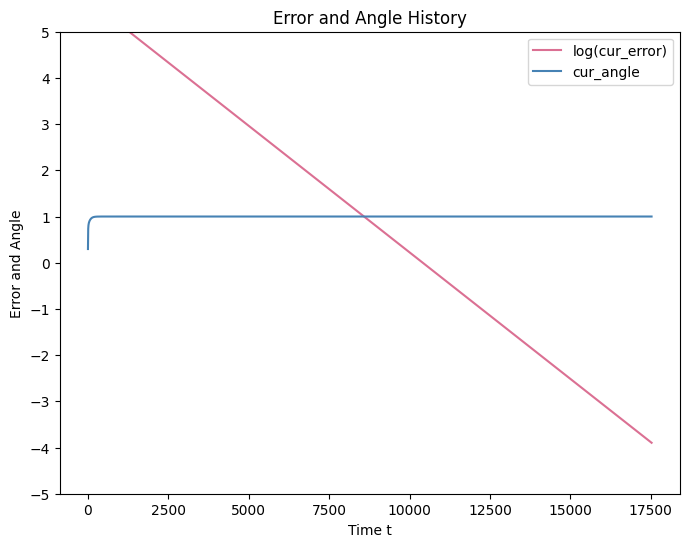 Error and Angle History
log(cur_error)
cur_angle
Error and Angle
5
4
3
2
1
0
−1
−2
−3
−4
−5
0 2500 5000 7500 10000 12500 15000 17500
Time t